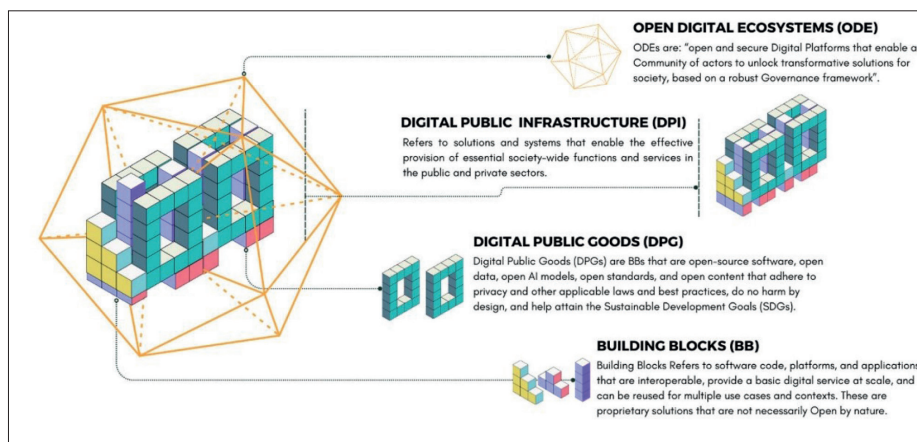 OPEN DIGITAL ECOSYSTEMS (ODE)
ODEs are: “open and secure Digital Platforms that enable a
Community of actors to unlock transformative solutions for
society, based on a robust Governance framework”.
DIGITAL PUBLIC INFRASTRUCTURE (DPI)
Refers to solutions and systems that enable the effective
provision of essential society-wide functions and services in
the public and private sectors.
DIGITAL PUBLIC GOODS (DPG)
Digital Public Goods (DPGs) are BBs that are open-source software, open
data, open AI models, open standards, and open content that adhere to
privacy and other applicable laws and best practices, do no harm by
design, and help attain the Sustainable Development Goals (SDGs).
BUILDING BLOCKS (BB)
Building Blocks Refers to software code, platforms, and applications
that are interoperable, provide a basic digital service at scale, and
can be reused for multiple use cases and contexts. These are
proprietary solutions that are not necessarily Open by nature.